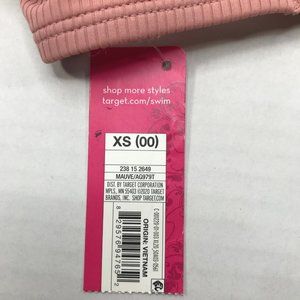 shop more styles
target.com/swim
XS (00)
238 15 2649
MAUVE/AQ979T
DIST. BY TARGET CORPORATION
MPLS, MN 55403 ©2020 TARGET
BRANDS, INC. SHOP TARGET.COM
ORIGIN: VIETNAM